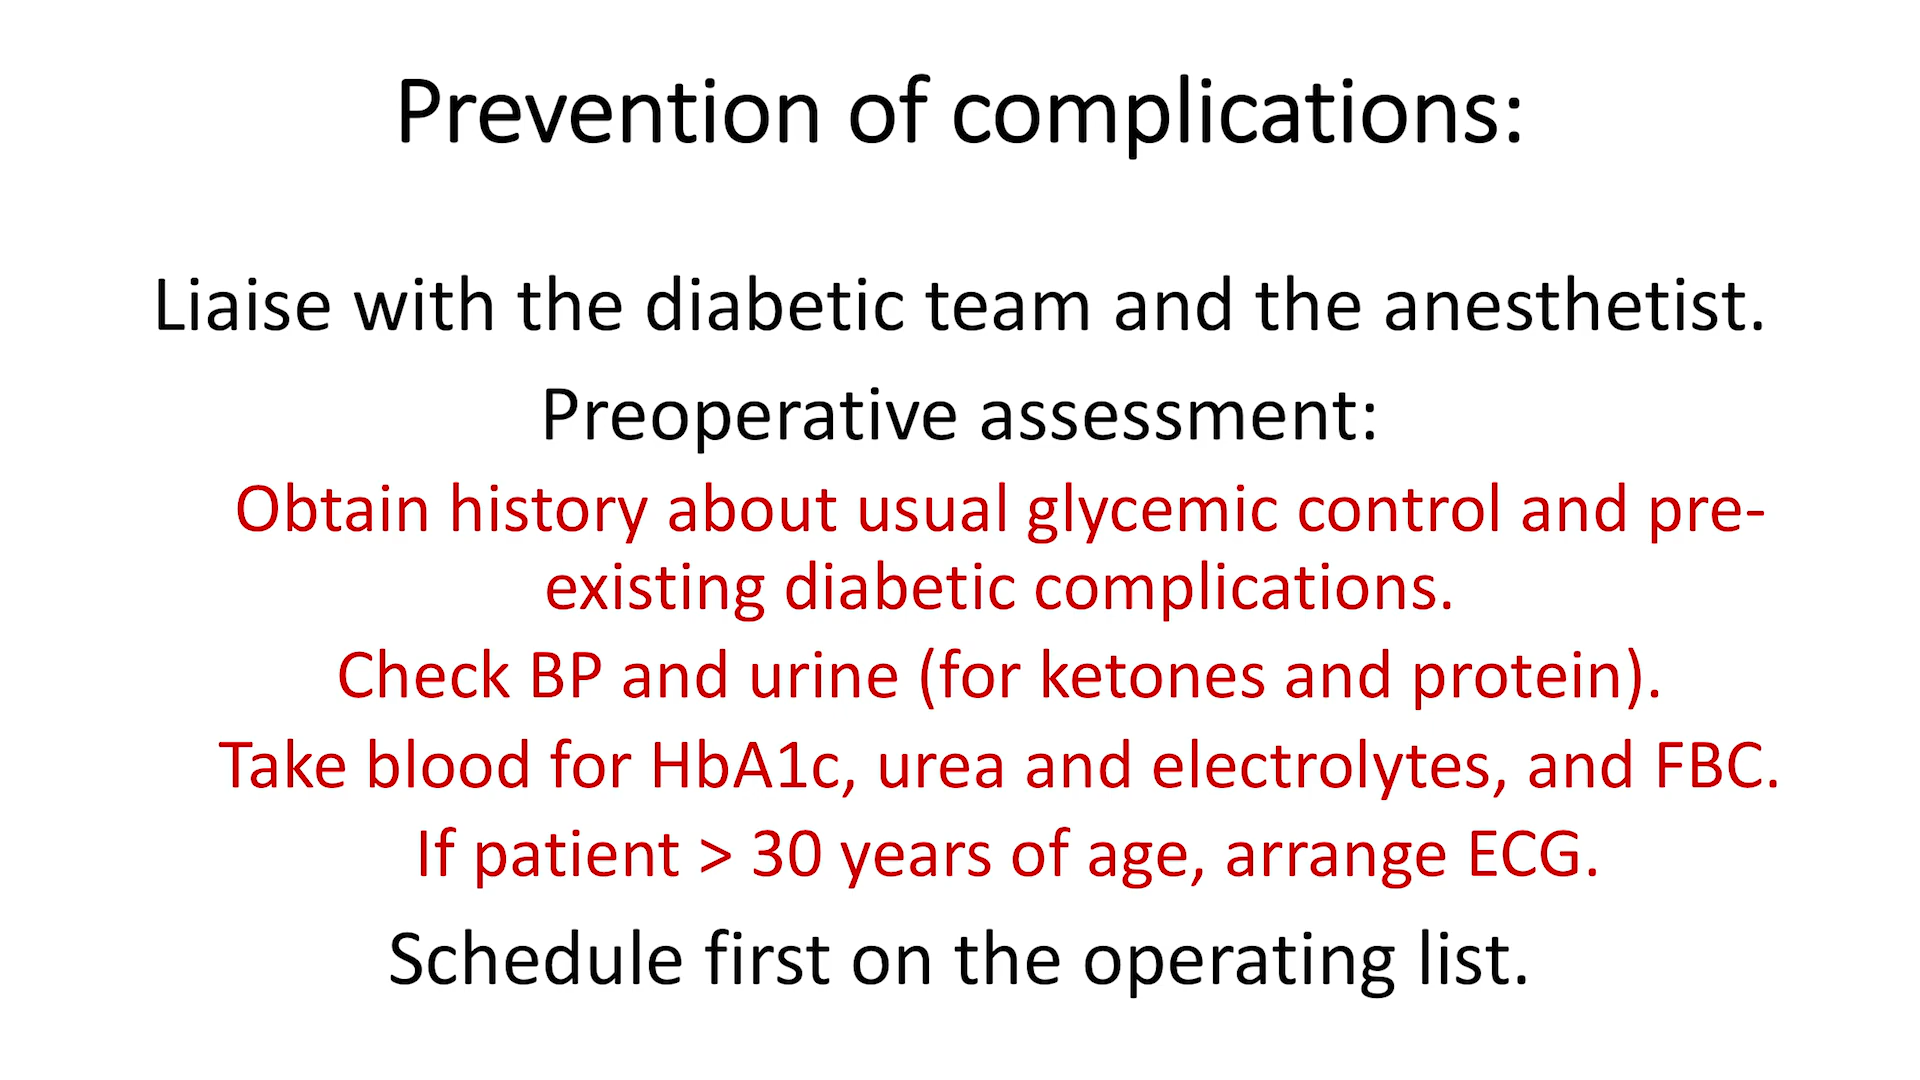 Prevention of complications:
Liaise with the diabetic team and the anesthetist.
Preoperative assessment:
Obtain history about usual glycemic control and pre-
existing diabetic complications.
Check BP and urine (for ketones and protein).
Take blood for HbA1c, urea and electrolytes, and FBC.
If patient > 30 years of age, arrange ECG.
Schedule first on the operating list.